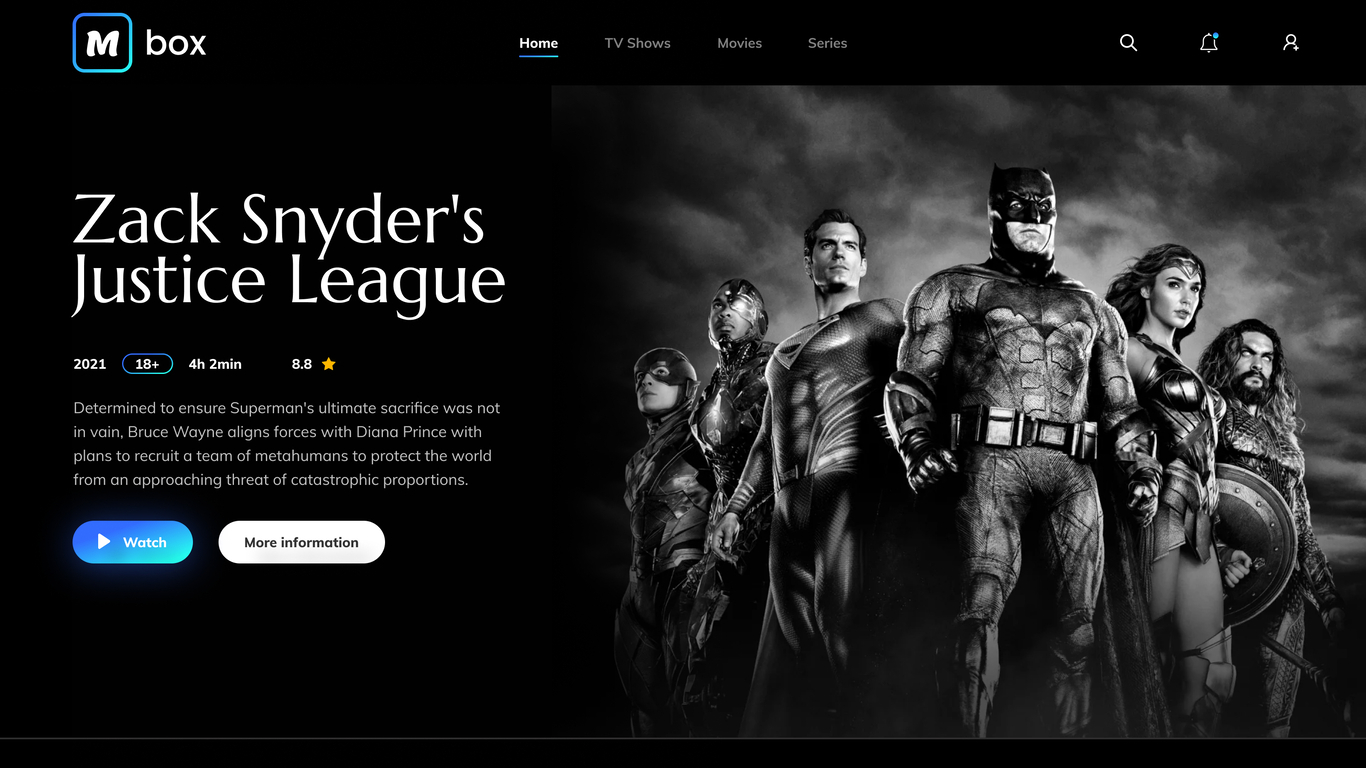 M box
Home TV Shows Movies Series
Zack Snyder's
Justice League
2021 18+ 4h 2min 8.8
Determined to ensure Superman's ultimate sacrifice was not
in vain, Bruce Wayne aligns forces with Diana Prince with
plans to recruit a team of metahumans to protect the world
from an approaching threat of catastrophic proportions.
Watch More information